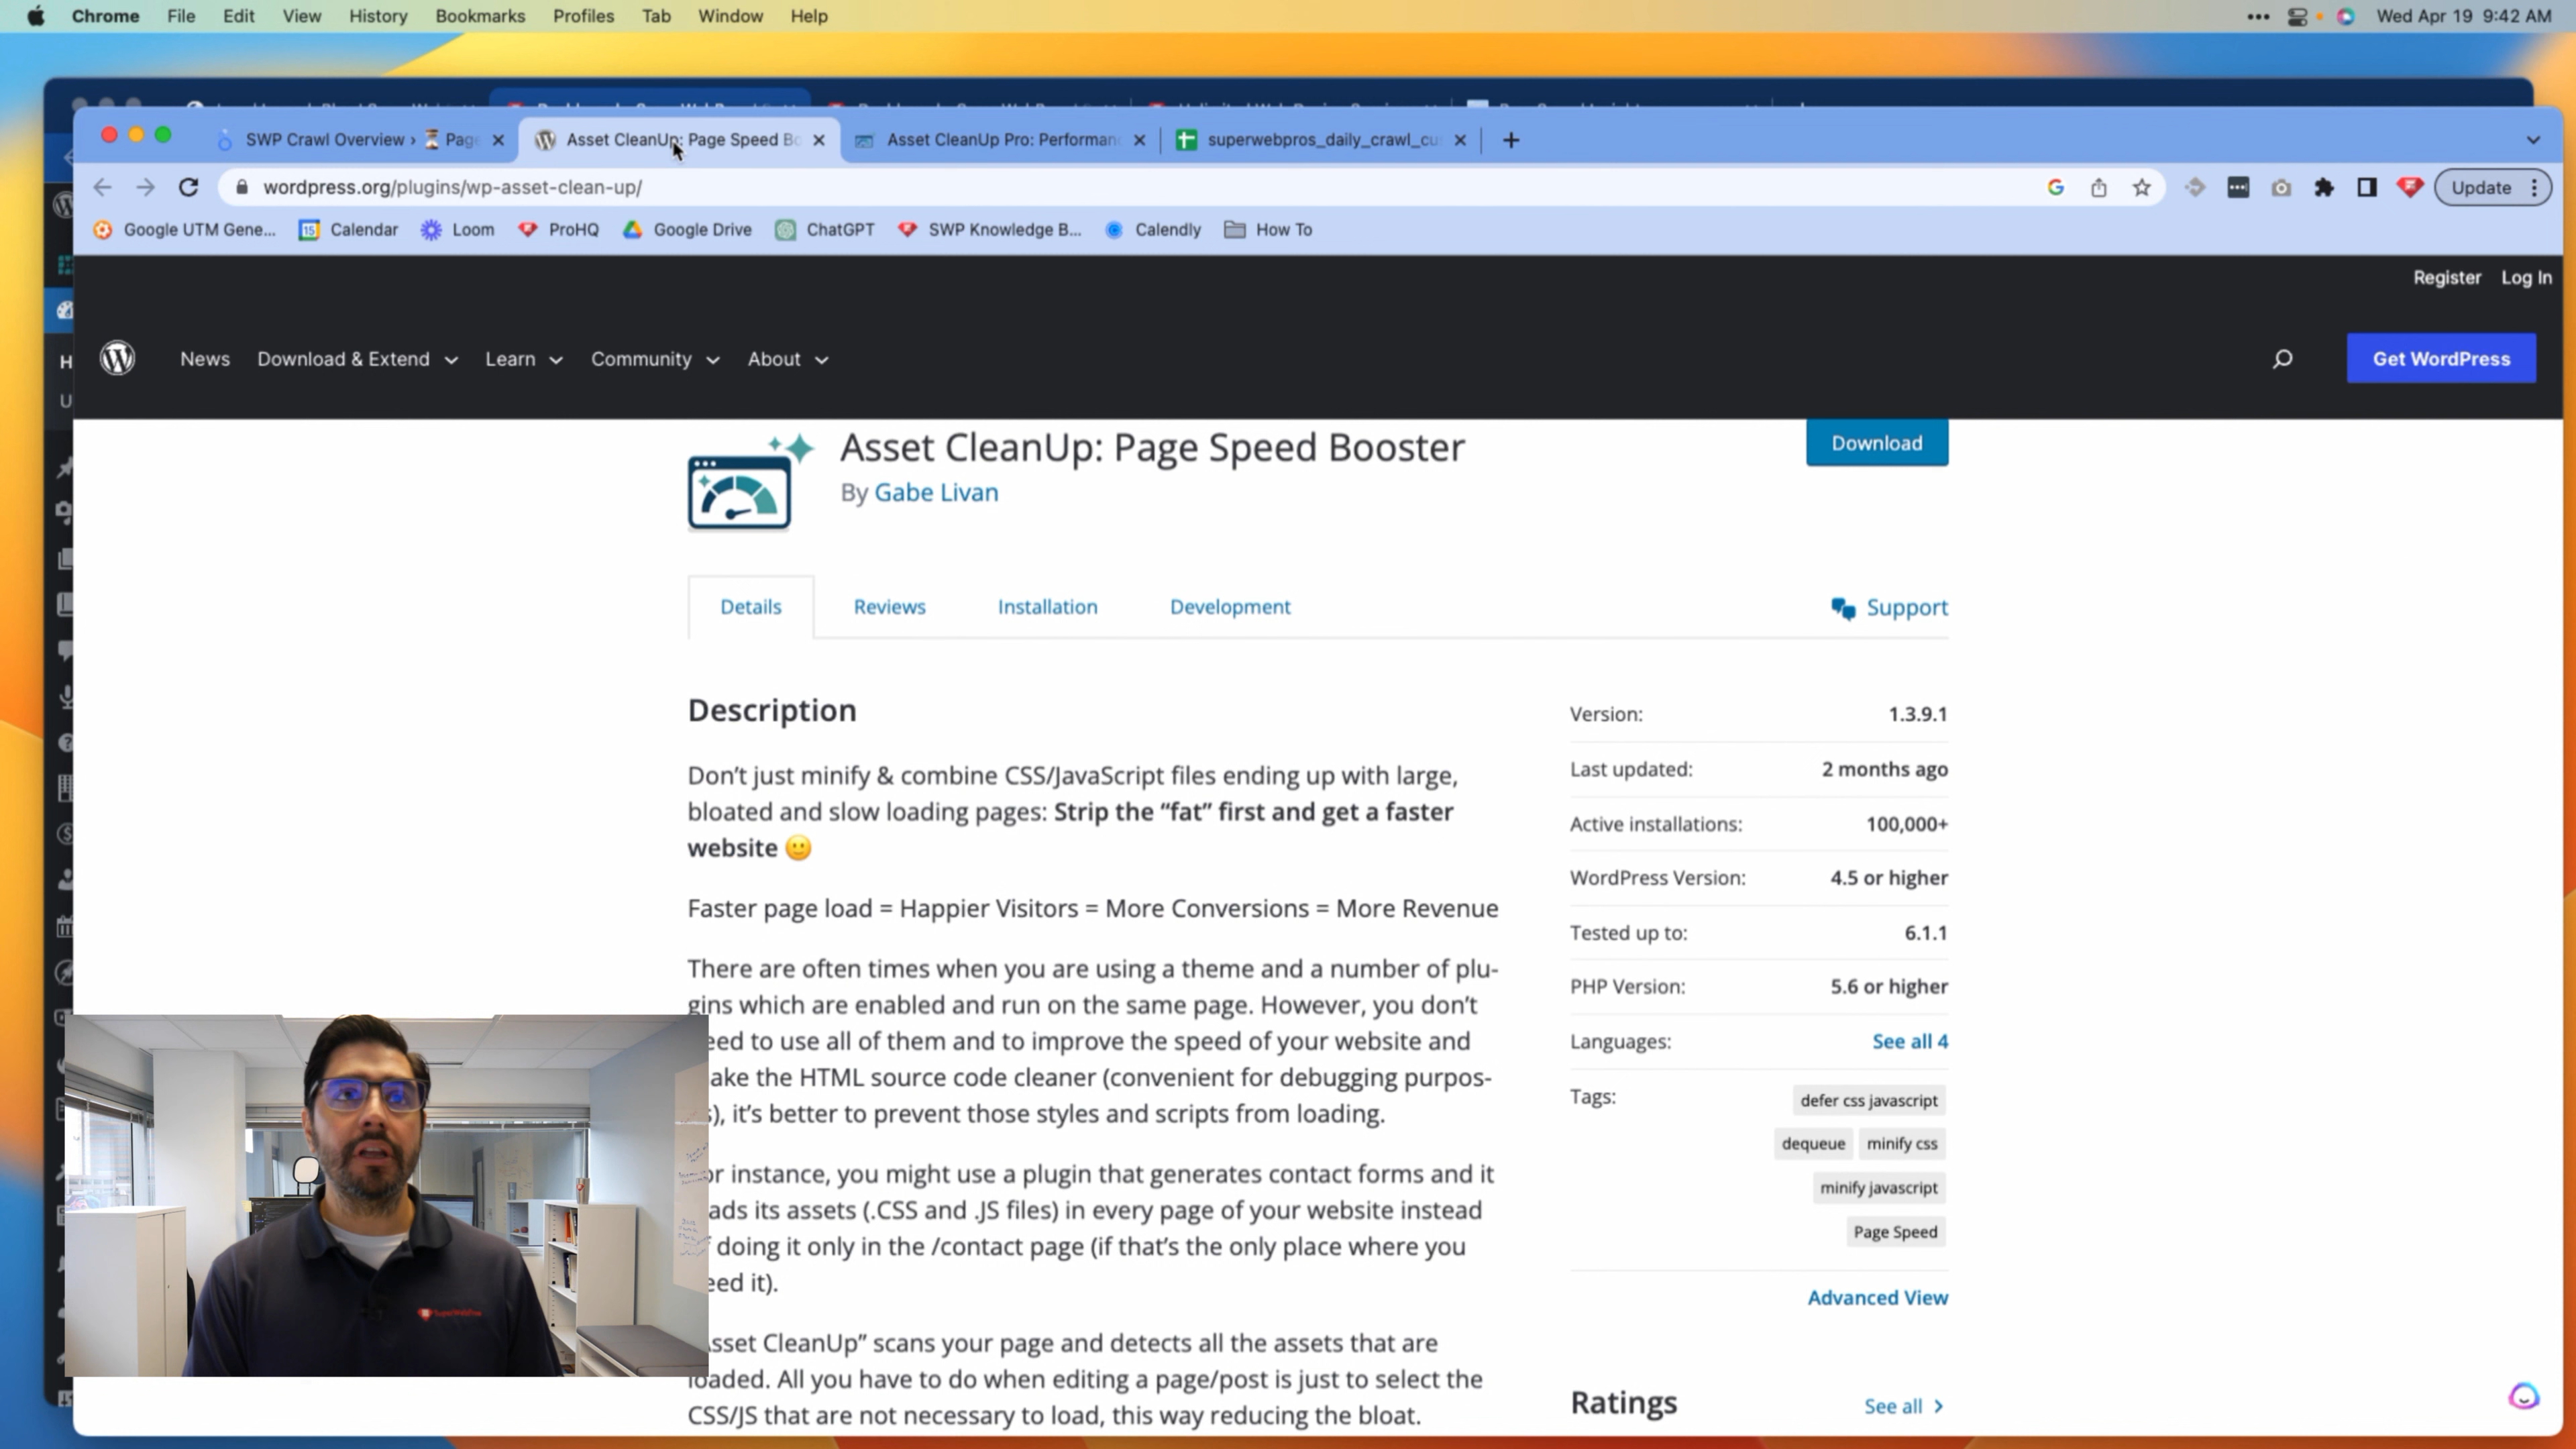 Chrome File Edit View History Bookmarks Profiles Tab Window Help
Wed Apr 19 9:42 AM
SWP Crawl Overview › ⏳ Page
Asset CleanUp: Page Speed Bo
Asset CleanUp Pro: Performan
superwebpros_daily_crawl_cu
wordpress.org/plugins/wp-asset-clean-up/
Update
Google UTM Gene...
15 Calendar
Loom
ProHQ
Google Drive
ChatGPT
SWP Knowledge B...
Calendly
How To
Register Log In
News Download & Extend Learn Community About
Get WordPress
Asset CleanUp: Page Speed Booster
By Gabe Livan
Download
Details Reviews Installation Development
Support
Description
Don’t just minify & combine CSS/JavaScript files ending up with large,
bloated and slow loading pages: Strip the “fat” first and get a faster
website 🙂
Faster page load = Happier Visitors = More Conversions = More Revenue
There are often times when you are using a theme and a number of plu-
gins which are enabled and run on the same page. However, you don’t
eed to use all of them and to improve the speed of your website and
ake the HTML source code cleaner (convenient for debugging purpos-
s), it’s better to prevent those styles and scripts from loading.
or instance, you might use a plugin that generates contact forms and it
ads its assets (.CSS and .JS files) in every page of your website instead
doing it only in the /contact page (if that’s the only place where you
eed it).
sset CleanUp” scans your page and detects all the assets that are
loaded. All you have to do when editing a page/post is just to select the
CSS/JS that are not necessary to load, this way reducing the bloat.
Version: 1.3.9.1
Last updated: 2 months ago
Active installations: 100,000+
WordPress Version: 4.5 or higher
Tested up to: 6.1.1
PHP Version: 5.6 or higher
Languages: See all 4
Tags: defer css javascript
dequeue minify css
minify javascript
Page Speed
Advanced View
Ratings
See all
H
U
SuperWebPros